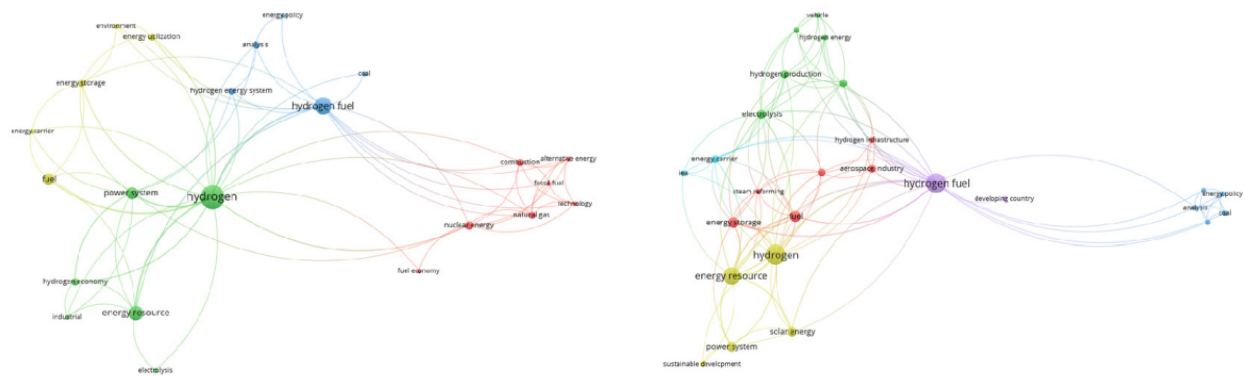 energy policy
environment
energy utilization
analysis
coal
energy storage
hydrogen energy system
hydrogen fuel
energy carrier
combustion
alternative energy
fuel
fossil fuel
power system
hydrogen
technology
natural gas
nuclear energy
fuel economy
hydrogen economy
energy resource
industrial
electrolysis
vehicle
hydrogen energy
hydrogen production
electrolysis
hydrogen infrastructure
energy carrier
aerospace industry
hydrogen fuel
steam reforming
developing country
energy policy
analysis
coal
energy storage
fuel
hydrogen
energy resource
solar energy
power system
sustainable development